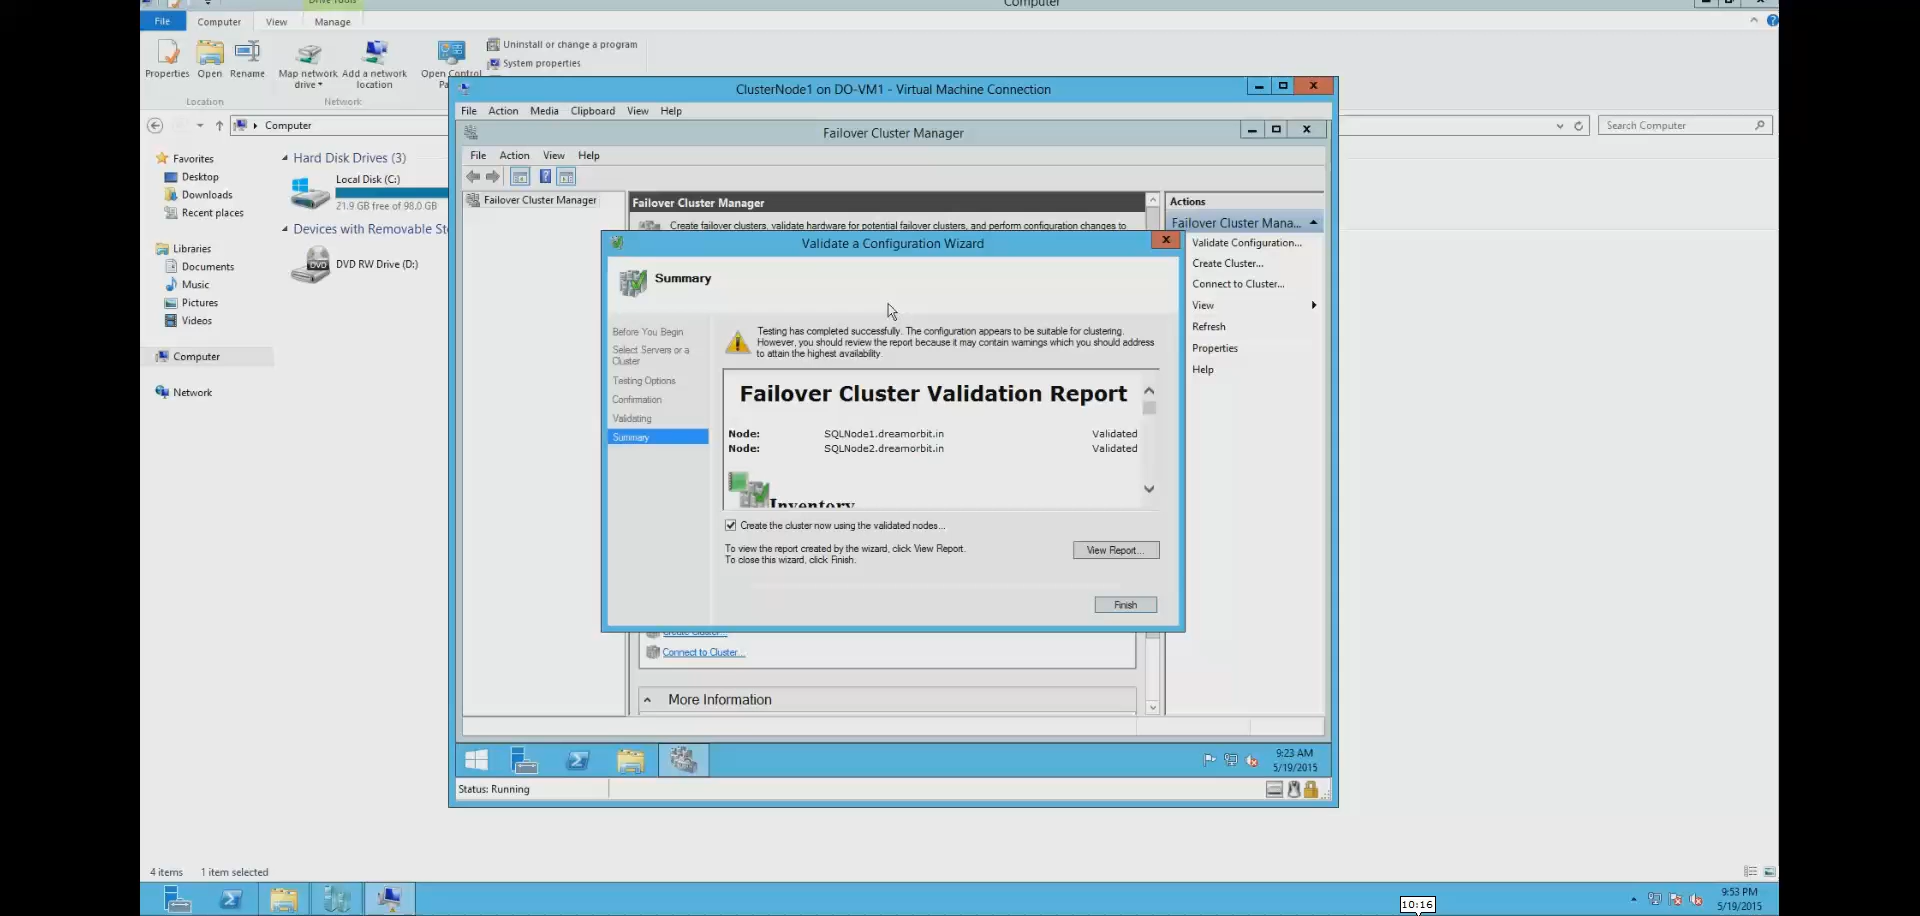 Computer
File
Computer
View
Manage
Properties
Open
Rename
Map network drive
Add a network location
Open Control
Uninstall or change a program
System properties
Location
Network
Computer
Search Computer
Favorites
Desktop
Downloads
Recent places
Libraries
Documents
Music
Pictures
Videos
Computer
Network
Hard Disk Drives (3)
Local Disk (C:)
21.9 GB free of 98.0 GB
Devices with Removable
DVD RW Drive (D:)
DVD
ClusterNode1 on DO-VM1 - Virtual Machine Connection
File Action Media Clipboard View Help
Failover Cluster Manager
File Action View Help
Failover Cluster Manager
Failover Cluster Manager
Create failover clusters, validate hardware for potential failover clusters, and perform configuration changes to
Actions
Failover Cluster Mana...
Validate Configuration...
Create Cluster...
Connect to Cluster...
View
Refresh
Properties
Help
Validate a Configuration Wizard
Summary
Before You Begin
Select Servers or a
Cluster
Testing Options
Confirmation
Validating
Summary
Testing has completed successfully. The configuration appears to be suitable for clustering.
However, you should review the report because it may contain warnings which you should address
to attain the highest availability.
Failover Cluster Validation Report
Node: SQLNode1.dreamorbit.in Validated
Node: SQLNode2.dreamorbit.in Validated
Inventory
Create the cluster now using the validated nodes...
To view the report created by the wizard, click View Report.
To close this wizard, click Finish.
View Report...
Finish
Create Cluster...
Connect to Cluster...
More Information
9:23 AM
5/19/2015
Status: Running
4 items 1 item selected
10:16
9:53 PM
5/19/2015